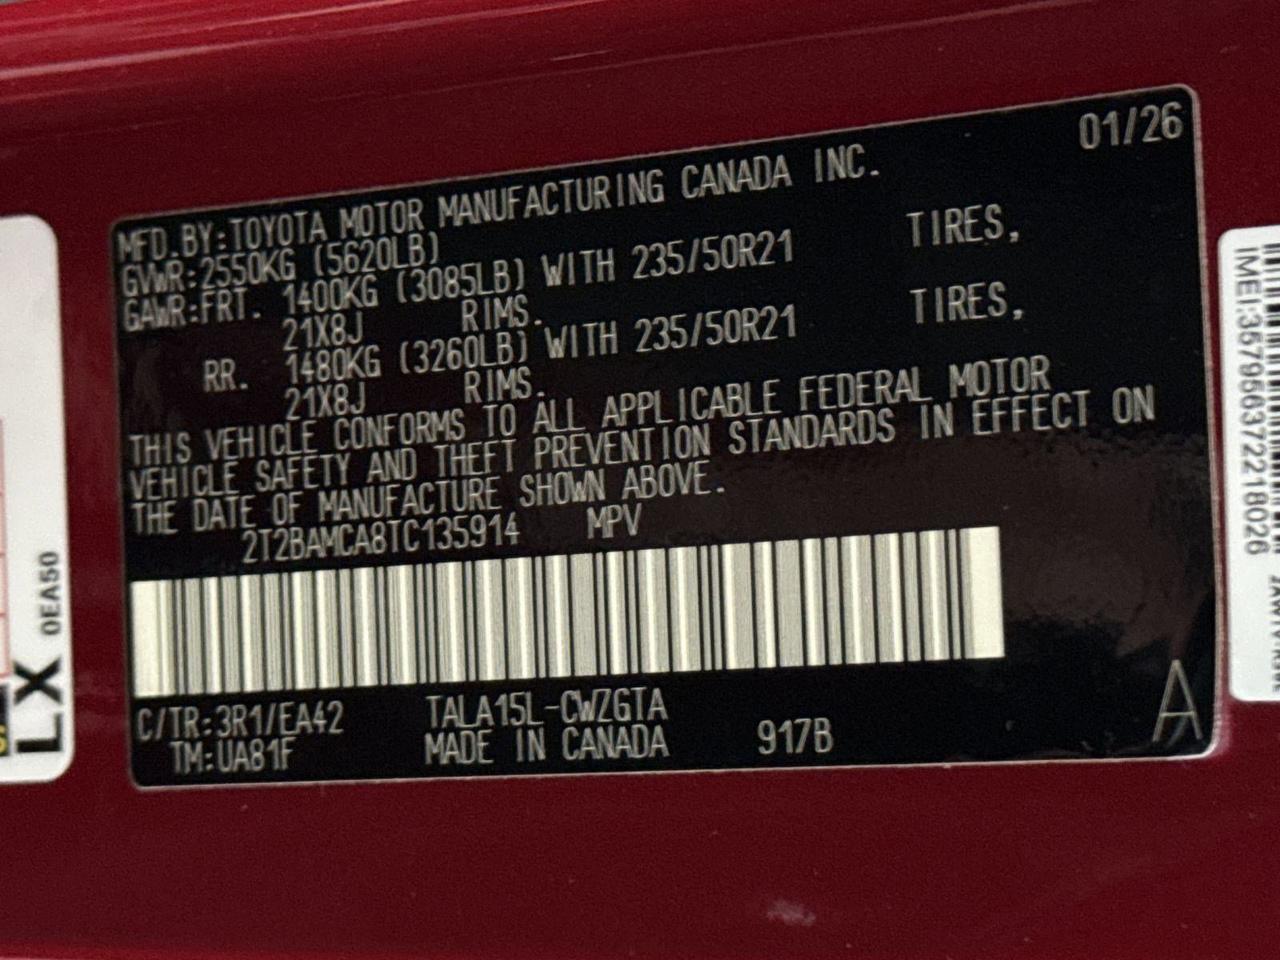 01/26
MFD.BY:TOYOTA MOTOR MANUFACTURING CANADA INC.
GVWR:2550KG (5620LB)
GAWR:FRT. 1400KG (3085LB) WITH 235/50R21 TIRES,
21X8J RIMS.
RR. 1480KG (3260LB) WITH 235/50R21 TIRES,
21X8J RIMS.
THIS VEHICLE CONFORMS TO ALL APPLICABLE FEDERAL MOTOR
VEHICLE SAFETY AND THEFT PREVENTION STANDARDS IN EFFECT ON
THE DATE OF MANUFACTURE SHOWN ABOVE.
2T2BAMCA8TC135914 MPV
C/TR:3R1/EA42 TALA15L-CWZGTA
TM:UA81F MADE IN CANADA 917B
A
LX 0EA50
IMEI:357956372218026